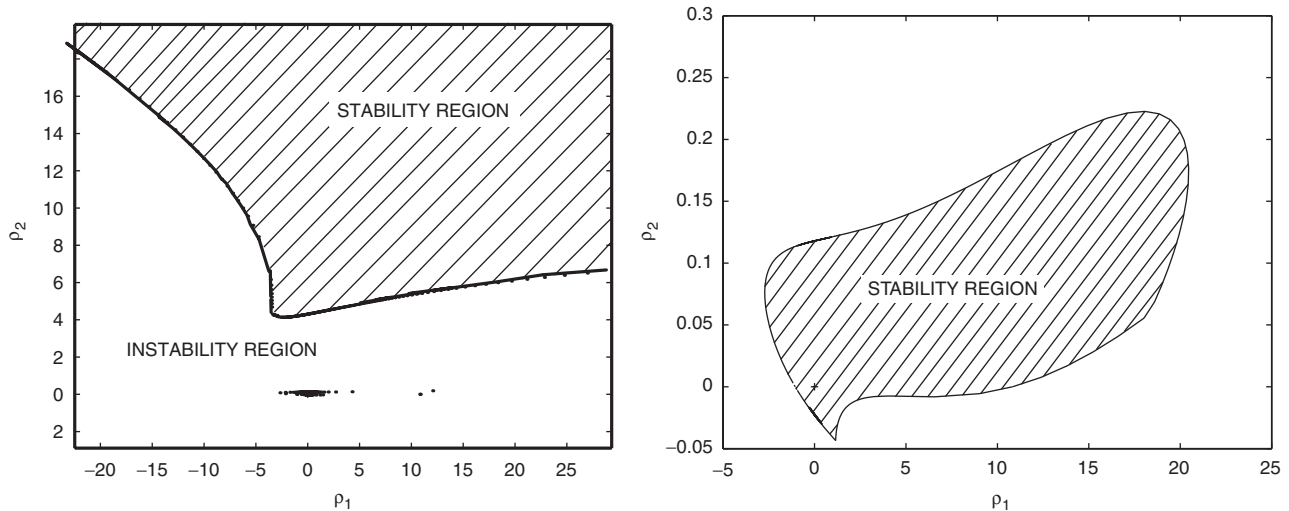 16
14
12
10
8
6
4
2
0
2
ρ2
STABILITY REGION
INSTABILITY REGION
−20 −15 −10 −5 0 5 10 15 20 25
ρ1
0.3
0.25
0.2
0.15
0.1
0.05
0
−0.05
ρ2
STABILITY REGION
−5 0 5 10 15 20 25
ρ1